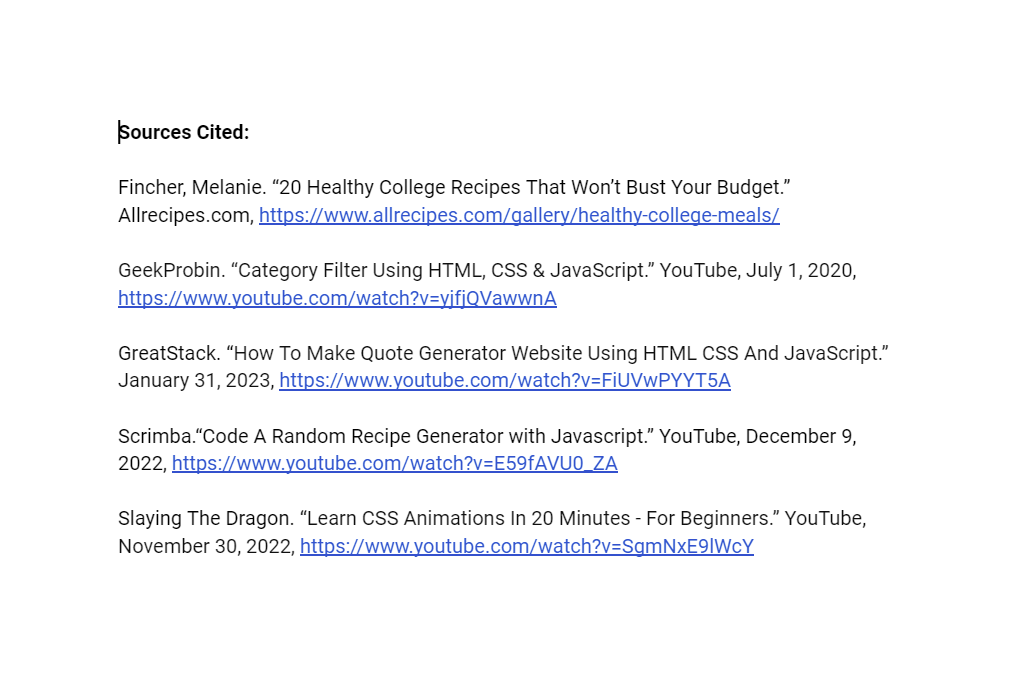 Sources Cited:
Fincher, Melanie. “20 Healthy College Recipes That Won’t Bust Your Budget.”
Allrecipes.com, https://www.allrecipes.com/gallery/healthy-college-meals/
GeekProbin. “Category Filter Using HTML, CSS & JavaScript.” YouTube, July 1, 2020,
https://www.youtube.com/watch?v=yjfjQVawwnA
GreatStack. “How To Make Quote Generator Website Using HTML CSS And JavaScript.”
January 31, 2023, https://www.youtube.com/watch?v=FiUVwPYYT5A
Scrimba.“Code A Random Recipe Generator with Javascript.” YouTube, December 9,
2022, https://www.youtube.com/watch?v=E59fAVU0_ZA
Slaying The Dragon. “Learn CSS Animations In 20 Minutes - For Beginners.” YouTube,
November 30, 2022, https://www.youtube.com/watch?v=SgmNxE9lWcY